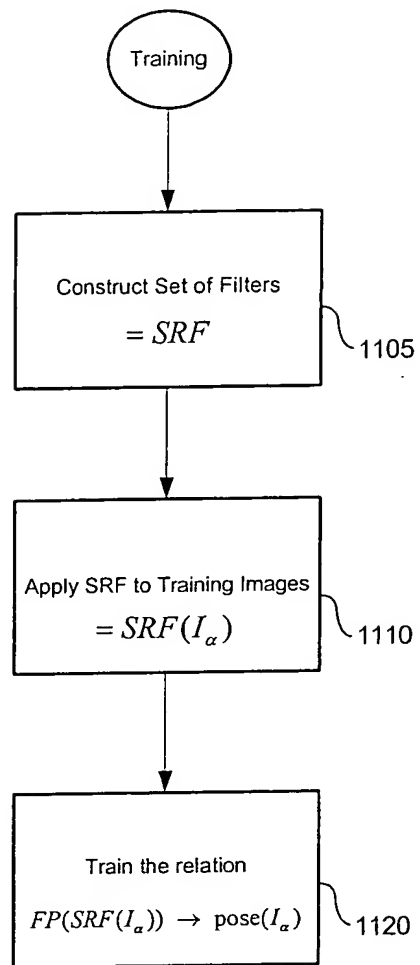 Training
Construct Set of Filters
= SRF
1105
Apply SRF to Training Images
= SRF(I_α)
1110
Train the relation
FP(SRF(I_α)) → pose(I_α)
1120